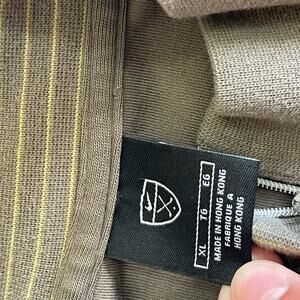 XL TG EG
MADE IN HONG KONG
FABRIQUE A
HONG KONG